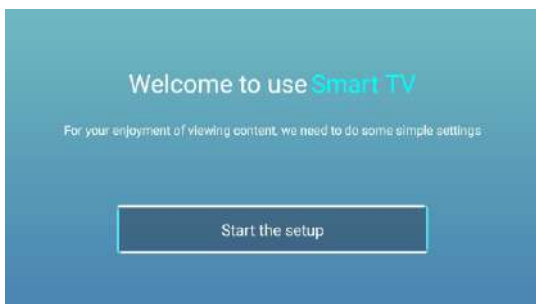 Welcome to use Smart TV
For your enjoyment of viewing content, we need to do some simple settings
Start the setup